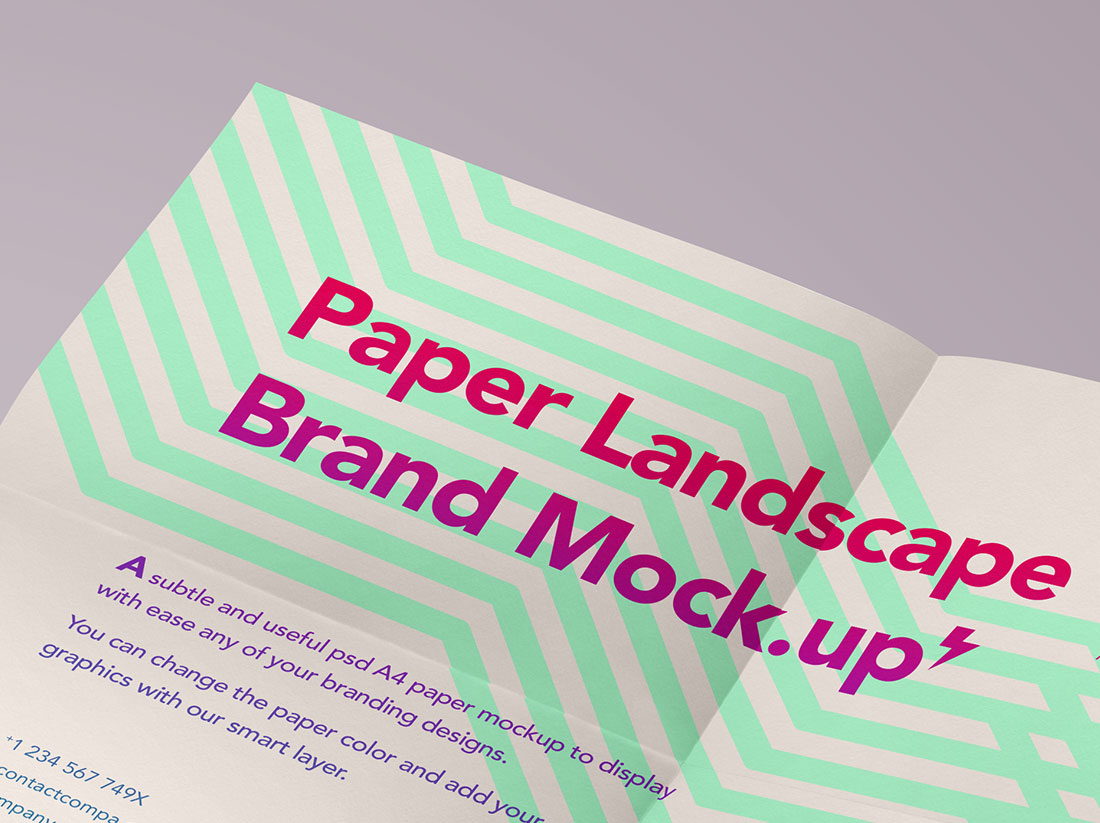 Paper Landscape
Brand Mock.up
A subtle and useful psd A4 paper mockup to display
with ease any of your branding designs.
You can change the paper color and add your
graphics with our smart layer.
+1 234 567 749X
contactcompa
mpany